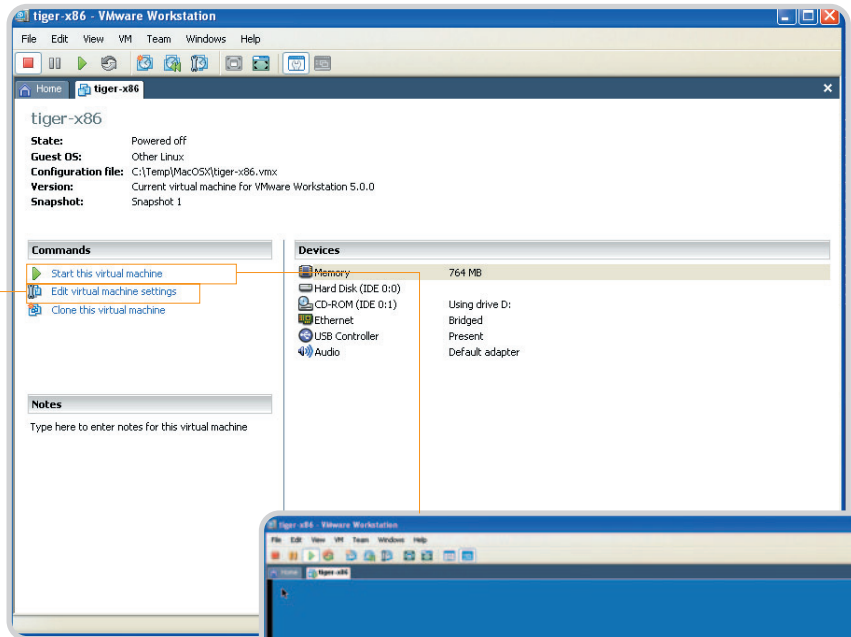 tiger-x86 - VMware Workstation
File Edit View VM Team Windows Help
Home tiger-x86
tiger-x86
State: Powered off
Guest OS: Other Linux
Configuration file: C:\Temp\MacOSX\tiger-x86.vmx
Version: Current virtual machine for VMware Workstation 5.0.0
Snapshot: Snapshot 1
Commands
Start this virtual machine
Edit virtual machine settings
Clone this virtual machine
Devices
Memory 764 MB
Hard Disk (IDE 0:0)
CD-ROM (IDE 0:1) Using drive D:
Ethernet Bridged
USB Controller Present
Audio Default adapter
Notes
Type here to enter notes for this virtual machine
tiger-x86 - VMware Workstation
File Edit View VM Team Windows Help
Home tiger-x86